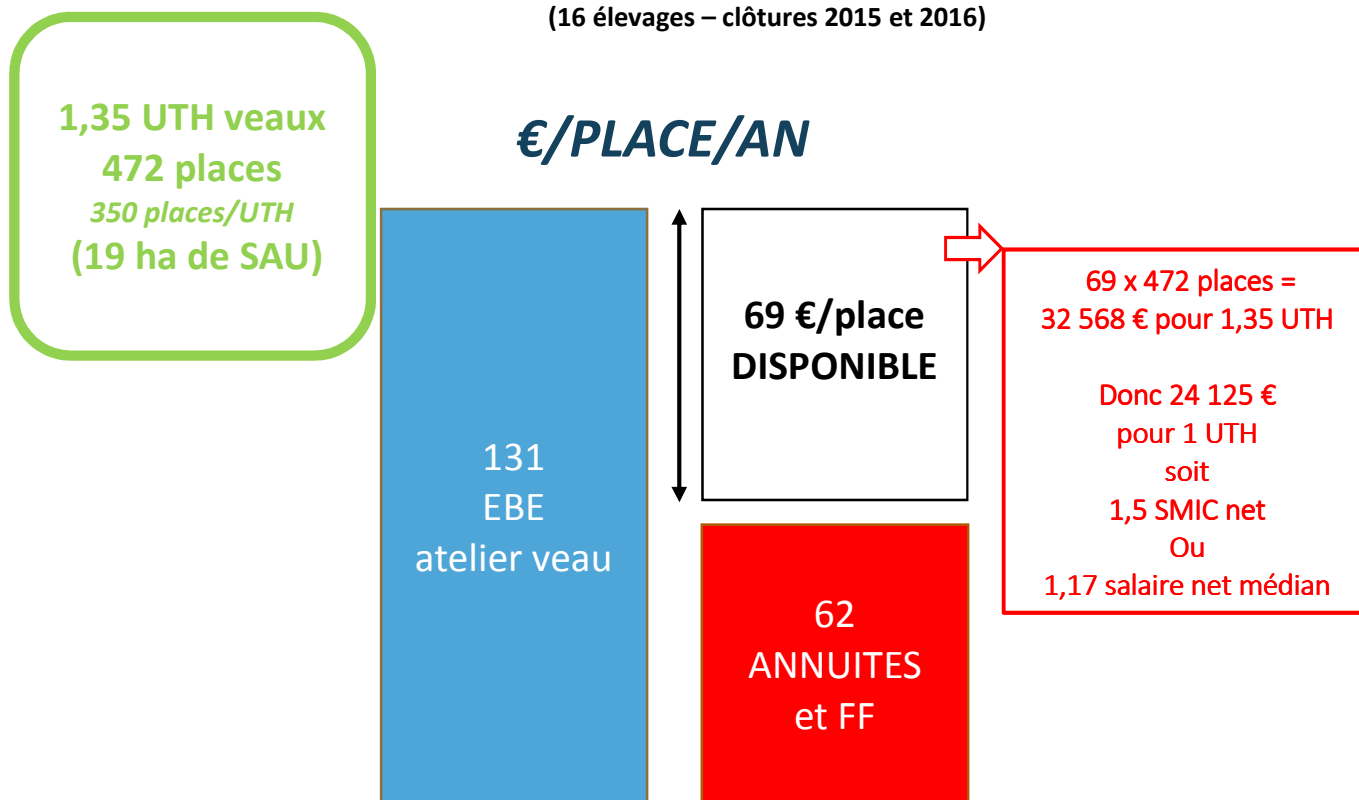 (16 élevages – clôtures 2015 et 2016)
1,35 UTH veaux
472 places
350 places/UTH
(19 ha de SAU)
€/PLACE/AN
131
EBE
atelier veau
69 €/place
DISPONIBLE
62
ANNUITES
et FF
69 x 472 places =
32 568 € pour 1,35 UTH
Donc 24 125 €
pour 1 UTH
soit
1,5 SMIC net
Ou
1,17 salaire net médian